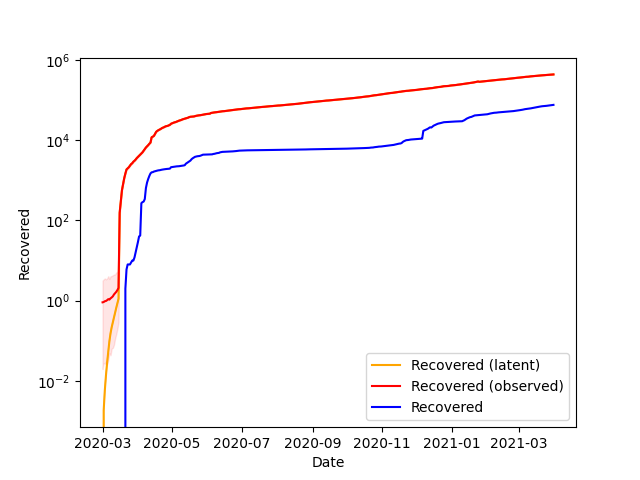 10^6
10^4
10^2
10^0
10^−2
Recovered
2020-03 2020-05 2020-07 2020-09 2020-11 2021-01 2021-03
Date
Recovered (latent)
Recovered (observed)
Recovered